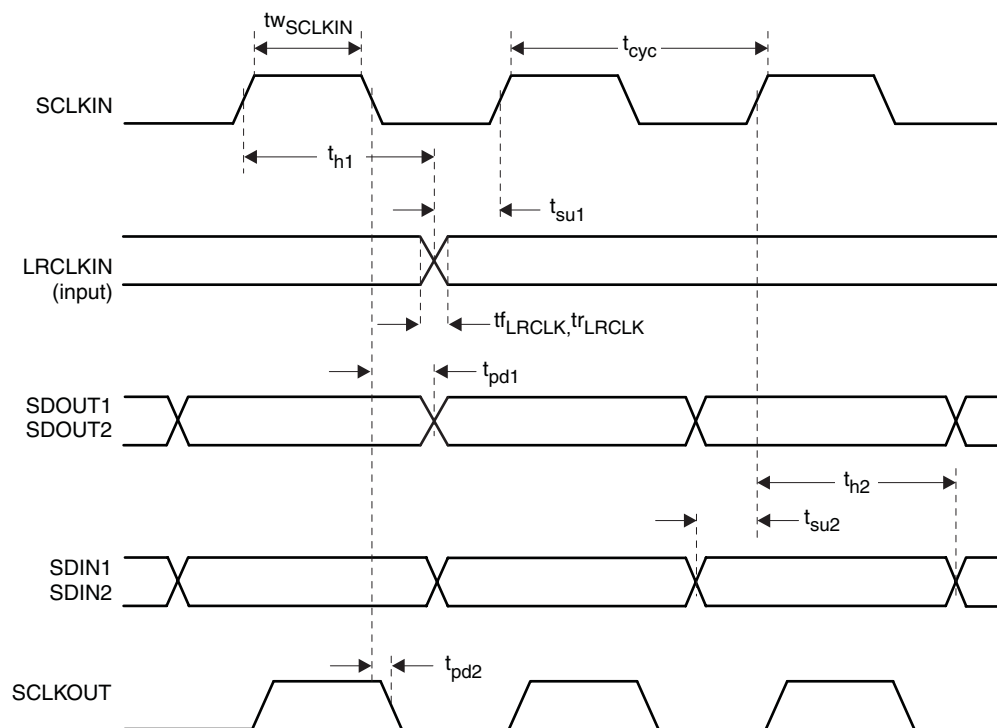 twSCLKIN
tcyc
SCLKIN
th1
tsu1
LRCLKIN
(input)
tfLRCLK,trLRCLK
tpd1
SDOUT1
SDOUT2
th2
tsu2
SDIN1
SDIN2
tpd2
SCLKOUT